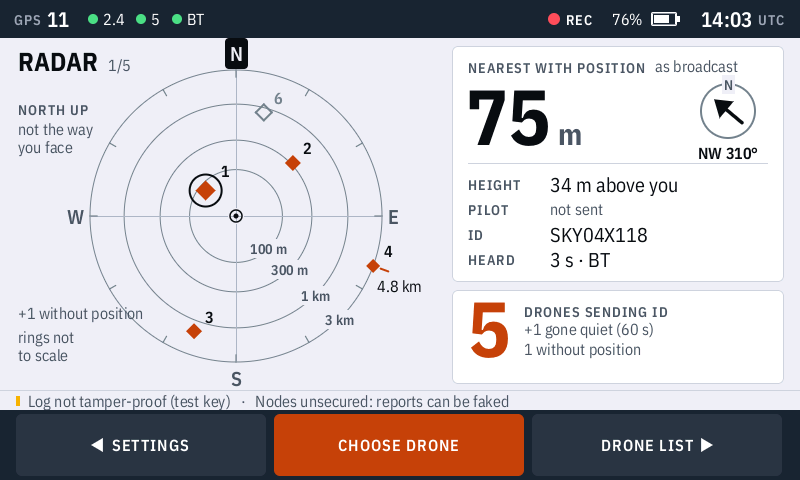 GPS 11 2.4 5 BT REC 76% 14:03 UTC
RADAR 1/5
N
NORTH UP
not the way
you face
6
2
1
W
E
100 m
300 m
1 km
3 km
4
4.8 km
3
+1 without position
rings not
to scale
S
NEAREST WITH POSITION as broadcast
75 m
N
NW 310°
HEIGHT 34 m above you
PILOT not sent
ID SKY04X118
HEARD 3 s · BT
5
DRONES SENDING ID
+1 gone quiet (60 s)
1 without position
Log not tamper-proof (test key) · Nodes unsecured: reports can be faked
◀ SETTINGS
CHOOSE DRONE
DRONE LIST ▶